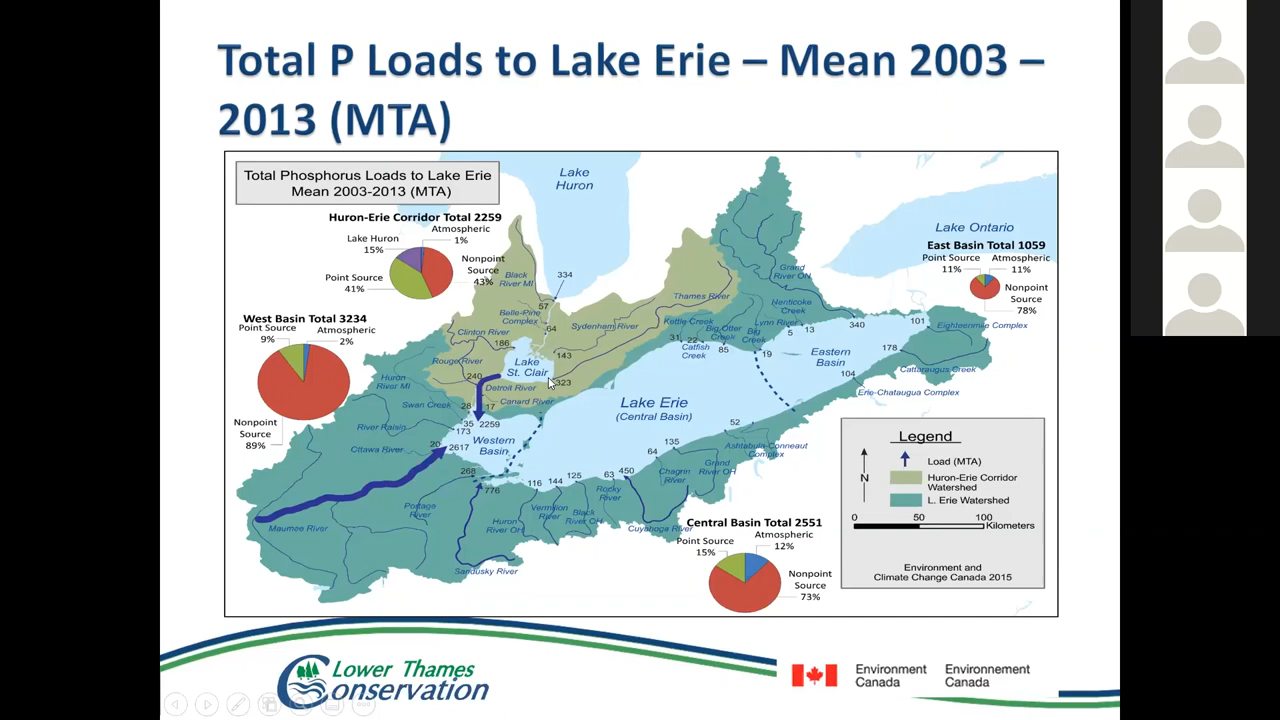 Total P Loads to Lake Erie – Mean 2003 –
2013 (MTA)
Total Phosphorus Loads to Lake Erie
Mean 2003-2013 (MTA)
Lake
Huron
Huron-Erie Corridor Total 2259
Atmospheric
1%
Lake Huron
15%
Point Source
41%
Nonpoint
Source
43%
Lake Ontario
East Basin Total 1059
Point Source
11%
Atmospheric
11%
Nonpoint
Source
78%
West Basin Total 3234
Point Source
9%
Atmospheric
2%
Nonpoint
Source
89%
Black
River MI
334
57
Belle-Pine
Complex
64
Clinton River
186
Sydenham River
Thames River
Grand
River ON
Nenticoke
Creek
Lynn River
Kettle Creek
Big Otter
Creek
Big
Creek
Catfish
Creek
31
22
85
19
5
13
340
101
Eighteenmile Complex
178
Cattaraugus Creek
104
Erie-Chataugua Complex
Eastern
Basin
143
Lake
St. Clair
323
Rouge River
240
Detroit River
Canard River
Huron
River MI
Swan Creek
28
17
35
2259
173
River Raisin
Ottawa River
20
2617
Western
Basin
Lake Erie
(Central Basin)
268
776
Maumee River
Portage
River
Sandusky River
Huron
River OH
116
Vermilion
River
144
Black
River OH
125
Rocky
River
63
450
Cuyahoga River
64
Chagrin
River
135
Grand
River OH
52
Ashtabula-Conneaut
Complex
Central Basin Total 2551
Point Source
15%
Atmospheric
12%
Nonpoint
Source
73%
Legend
N
Load (MTA)
Huron-Erie Corridor
Watershed
L. Erie Watershed
0 50 100
Kilometers
Environment and
Climate Change Canada 2015
Lower Thames
Conservation
Environment
Canada
Environnement
Canada